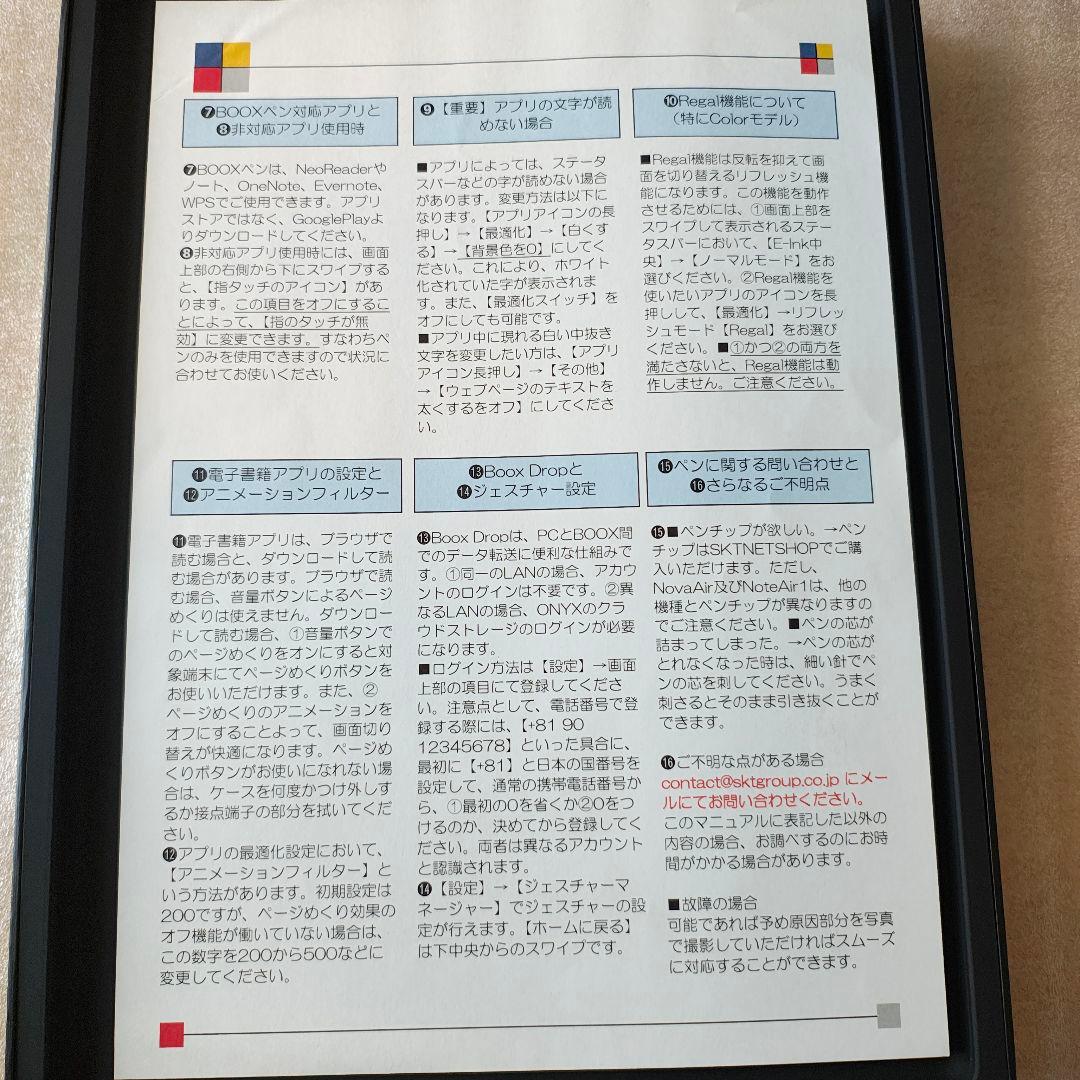 ❼BOOXペン対応アプリと
❽非対応アプリ使用時
❼BOOXペンは、NeoReaderや
ノート、OneNote、Evernote、
WPSでご使用できます。アプリ
ストアではなく、GooglePlayよ
りダウンロードしてください。
❽非対応アプリ使用時には、画面
上部の右側から下にスワイプする
と、【指タッチのアイコン】があ
ります。この項目をオフにするこ
とによって、【指のタッチが無
効】に変更できます。すなわちペ
ンのみを使用できますので状況に
合わせてお使いください。
❾【重要】アプリの文字が読
めない場合
■アプリによっては、ステータ
スバーなどの字が読めない場合
があります。変更方法は以下に
なります。【アプリアイコンの長
押し】→【最適化】→【白くす
る】→【背景色を0】にしてく
ださい。これにより、ホワイト
化されていた字が表示されま
す。また、【最適化スイッチ】を
オフにしても可能です。
■アプリ中に現れる白い中抜き
文字を変更したい方は、【アプリ
アイコン長押し】→【その他】
→【ウェブページのテキストを
太くするをオフ】にしてくださ
い。
❿Regal機能について
（特にColorモデル）
■Regal機能は反転を抑えて画
面を切り替えるリフレッシュ機
能になります。この機能を動作
させるためには、①画面上部を
スワイプして表示されるステー
タスバーにおいて、【E-Ink中
央】→【ノーマルモード】をお
選びください。②Regal機能を
使いたいアプリのアイコンを長
押しして、【最適化】→リフレッ
シュモード【Regal】をお選び
ください。■①かつ②の両方を
満たさないと、Regal機能は動
作しません。ご注意ください。
⓫電子書籍アプリの設定と
⓬アニメーションフィルター
⓫電子書籍アプリは、ブラウザで
読む場合と、ダウンロードして読
む場合があります。ブラウザで読
む場合、音量ボタンによるページ
めくりは使えません。ダウンロー
ドして読む場合、①音量ボタンで
のページめくりをオンにすると対
象端末にてページめくりボタンを
お使いいただけます。また、②
ページめくりのアニメーションを
オフにすることよって、画面切り
替えが快適になります。ページめ
くりボタンがお使いになれない場
合は、ケースを何度かつけ外しす
るか接点端子の部分を拭いてくだ
さい。
⓬アプリの最適化設定において、
【アニメーションフィルター】と
いう方法があります。初期設定は
200ですが、ページめくり効果の
オフ機能が働いていない場合は、
この数字を200から500などに
変更してください。
⓭Boox Dropと
⓮ジェスチャー設定
⓭Boox Dropは、PCとBOOX間
でのデータ転送に便利な仕組みで
す。①同一のLANの場合、アカウ
ントのログインは不要です。②異
なるLANの場合、ONYXのクラ
ウドストレージのログインが必要
になります。
■ログイン方法は【設定】→画面
上部の項目にて登録してくださ
い。注意点として、電話番号で登
録する際には、【+81 90
12345678】といった具合に、
最初に【+81】と日本の国番号を
設定して、通常の携帯電話番号か
ら、①最初の0を省くか②0をつ
けるのか、決めてから登録してく
ださい。両者は異なるアカウント
と認識されます。
⓮【設定】→【ジェスチャーマ
ネージャー】でジェスチャーの設
定が行えます。【ホームに戻る】
は下中央からのスワイプです。
⓯ペンに関する問い合わせと
⓰さらなるご不明点
⓯■ペンチップが欲しい。→ペン
チップはSKTNETSHOPでご購
入いただけます。ただし、
NovaAir及びNoteAir1は、他の
機種とペンチップが異なりますの
でご注意ください。■ペンの芯が
詰まってしまった。→ペンの芯が
とれなくなった時は、細い針でペ
ンの芯を刺してください。うまく
刺さるとそのまま引き抜くことが
できます。
⓰ご不明な点がある場合
contact@sktgroup.co.jp にメー
ルにてお問い合わせください。
このマニュアルに表記した以外の
内容の場合、お調べするのにお時
間がかかる場合があります。
■故障の場合
可能であれば予め原因部分を写真
で撮影していただければスムーズ
に対応することができます。